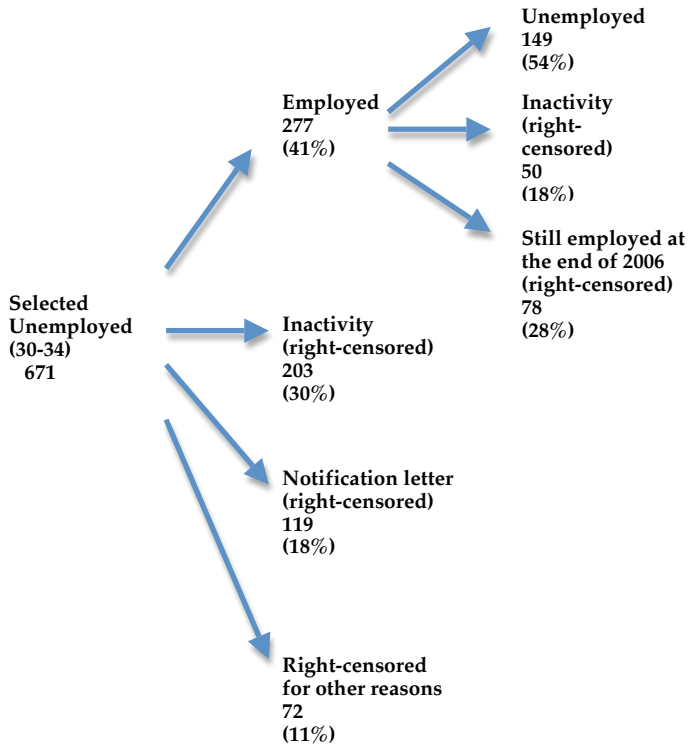 Selected
Unemployed
(30-34)
671
Employed
277
(41%)
Inactivity
(right-censored)
203
(30%)
Notification letter
(right-censored)
119
(18%)
Right-censored
for other reasons
72
(11%)
Unemployed
149
(54%)
Inactivity
(right-
censored)
50
(18%)
Still employed at
the end of 2006
(right-censored)
78
(28%)